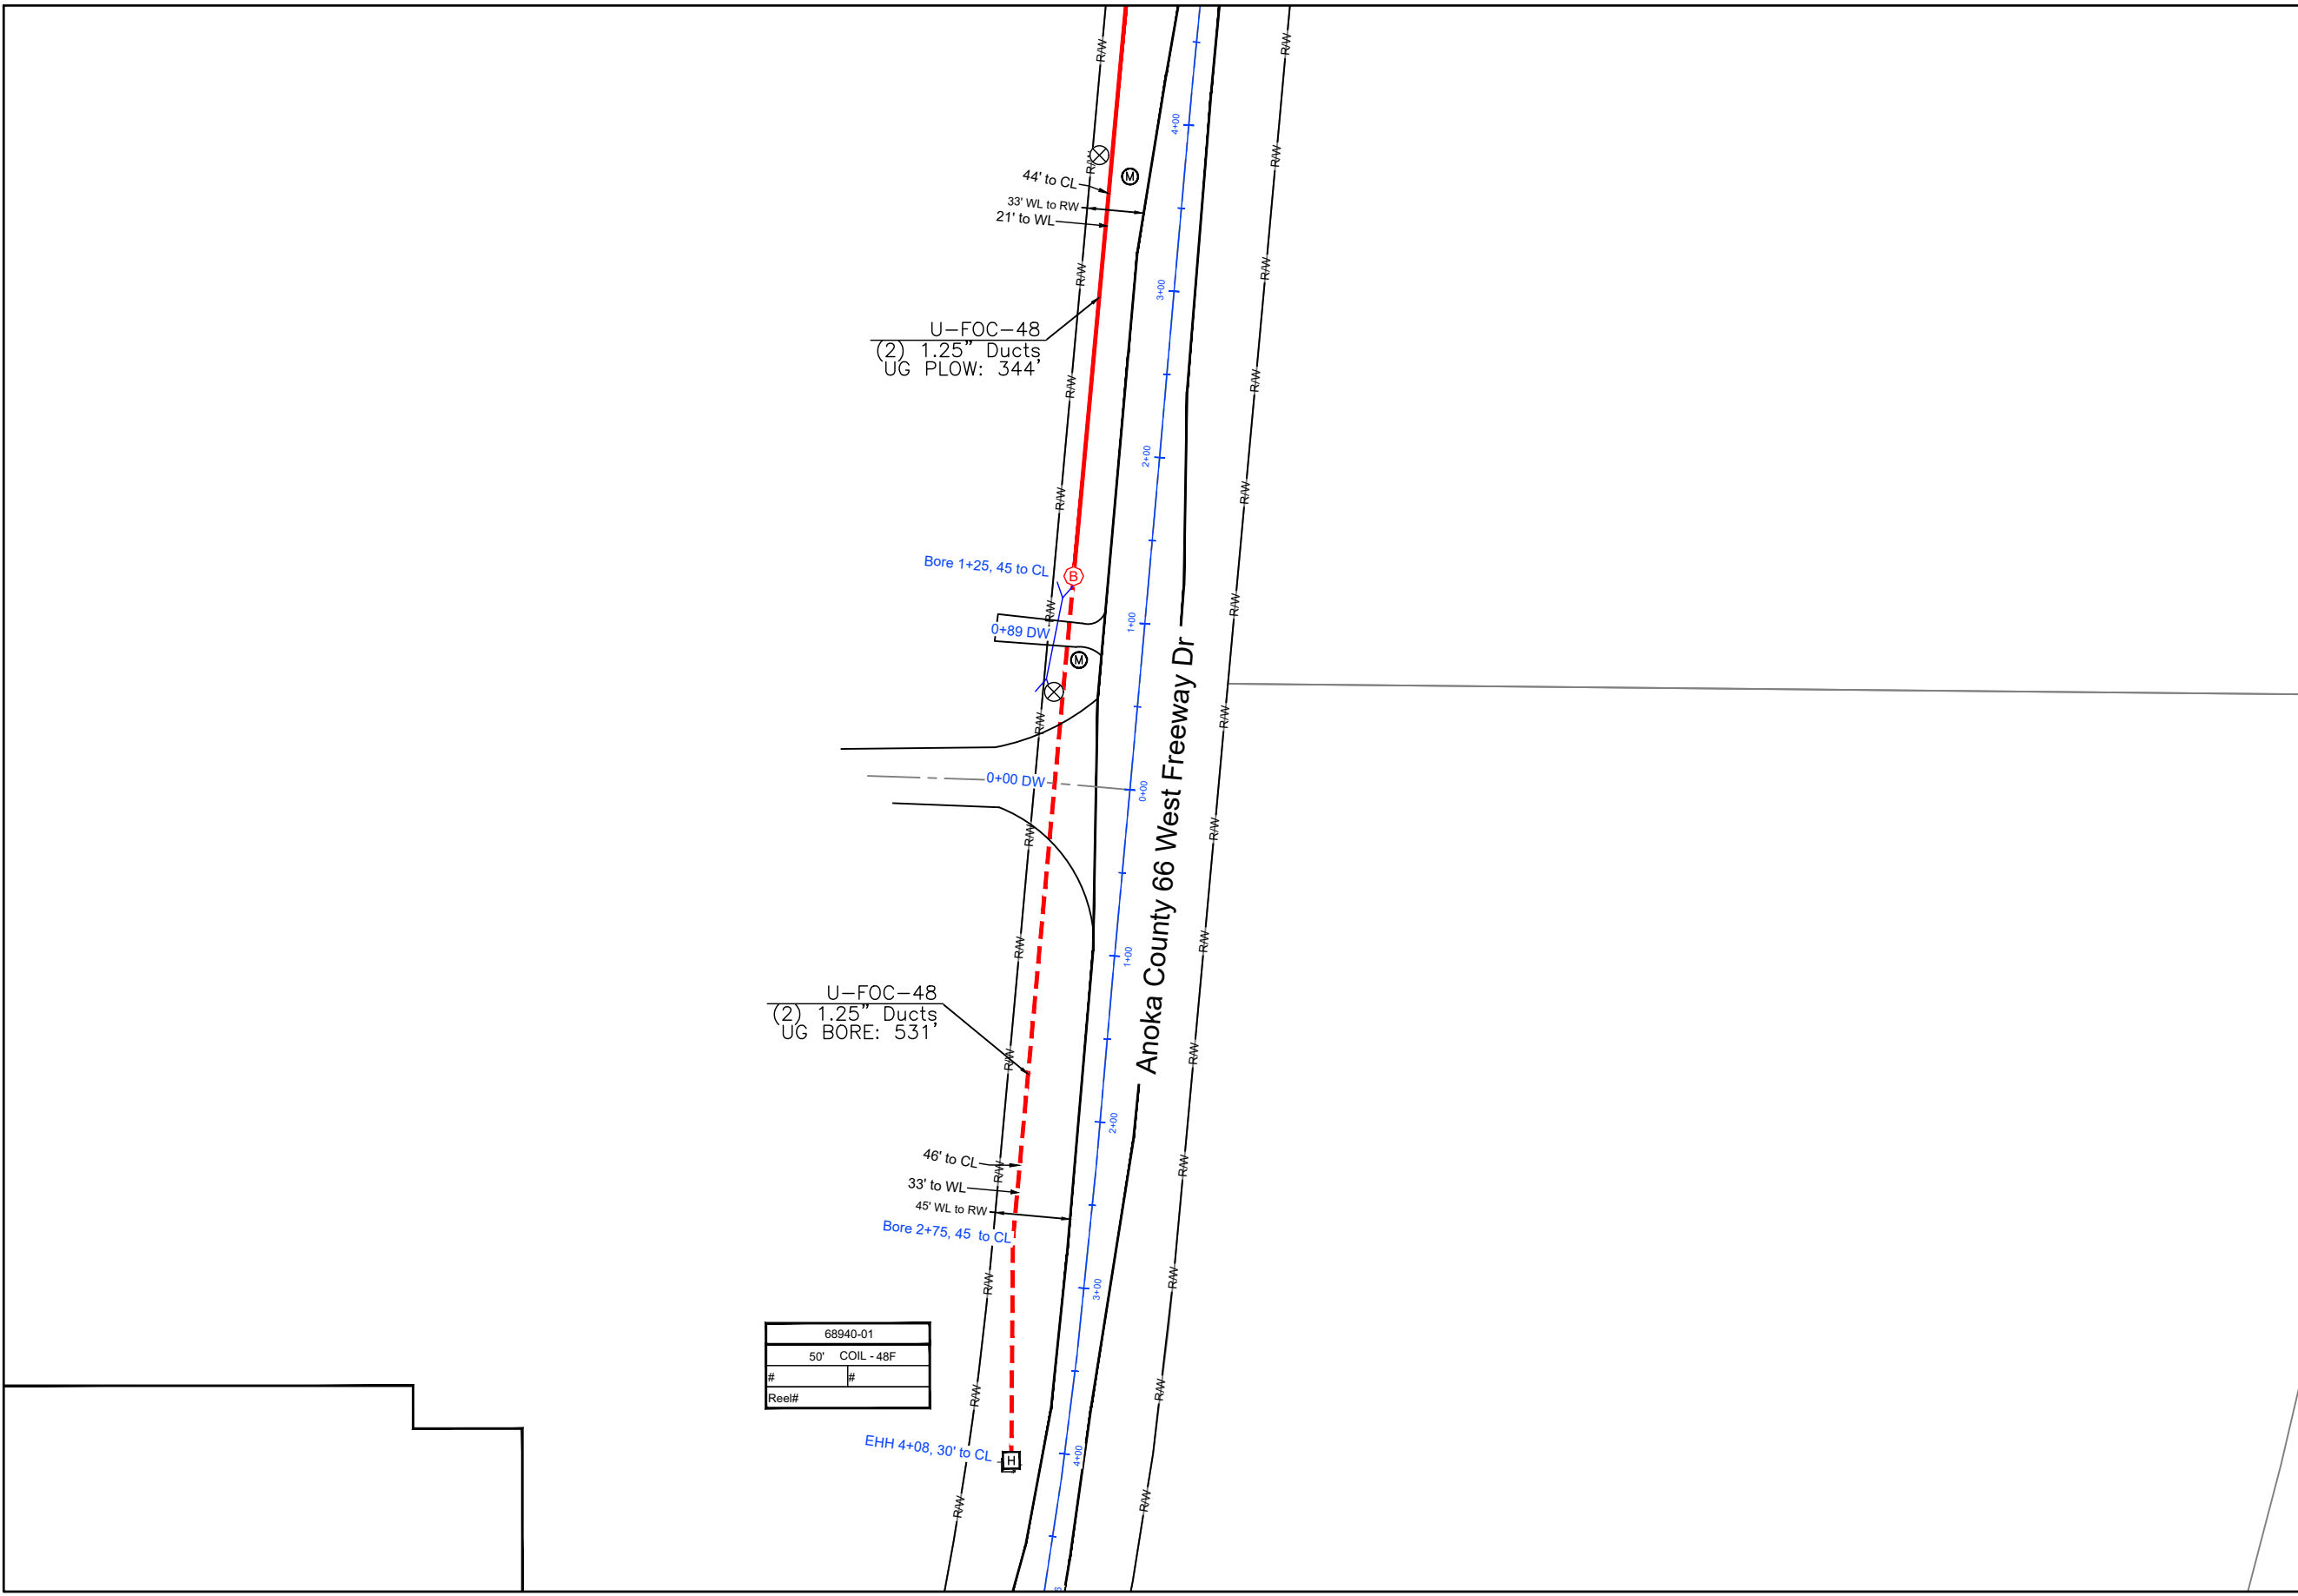 R/W
R/W
4+00
R/W
R/W
M
44' to CL
33' WL to RW
21' to WL
R/W
R/W
3+00
U-FOC-48
(2) 1.25" Ducts
UG PLOW: 344'
R/W
R/W
2+00
R/W
R/W
Bore 1+25, 45 to CL
B
R/W
R/W
1+00
0+89 DW
M
R/W
R/W
0+00 DW
0+00
Anoka County 66 West Freeway Dr
R/W
R/W
R/W
R/W
1+00
U-FOC-48
(2) 1.25" Ducts
UG BORE: 531'
R/W
R/W
2+00
46' to CL
R/W
R/W
33' to WL
45' WL to RW
Bore 2+75, 45 to CL
R/W
R/W
3+00
68940-01
50' COIL - 48F
# #
Reel#
R/W
R/W
EHH 4+08, 30' to CL
H
4+00
R/W
R/W